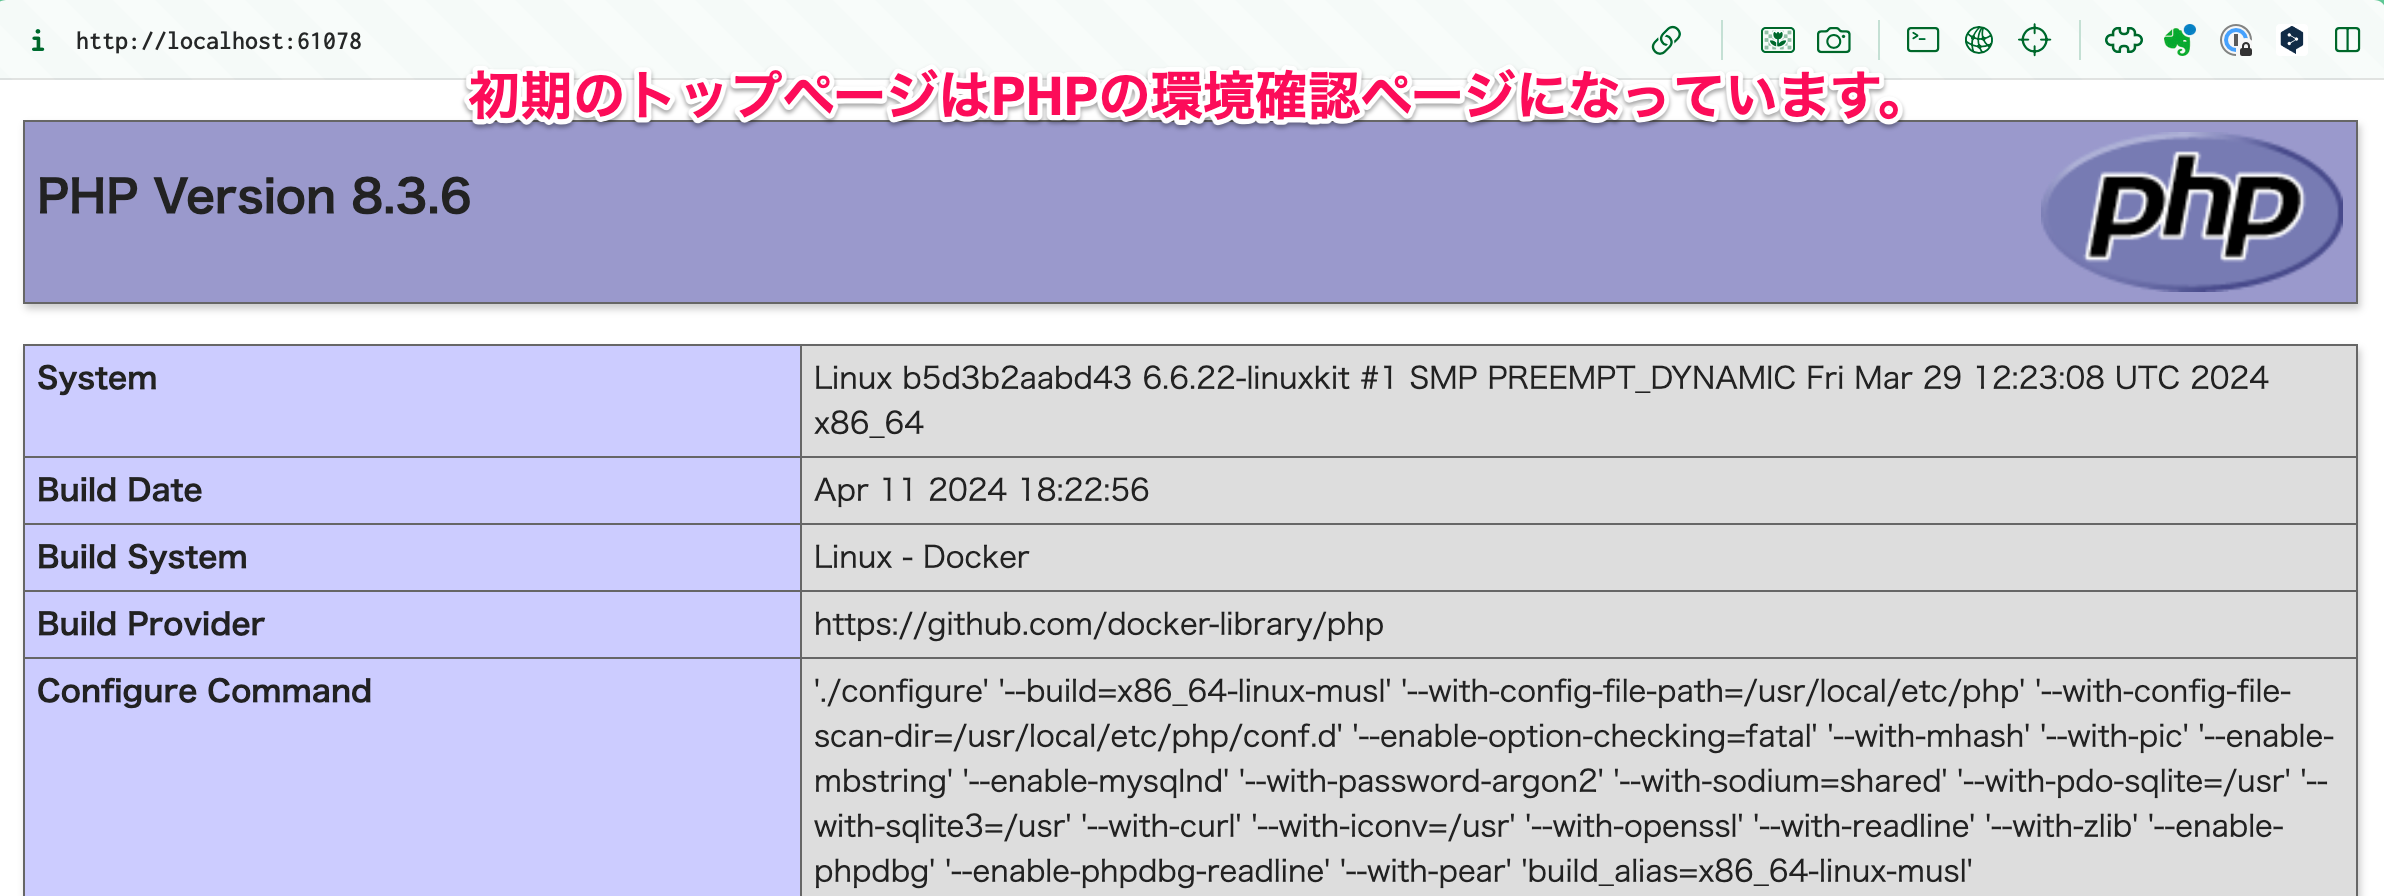 http://localhost:61078
初期のトップページはPHPの環境確認ページになっています。
PHP Version 8.3.6
php
System
Linux b5d3b2aabd43 6.6.22-linuxkit #1 SMP PREEMPT_DYNAMIC Fri Mar 29 12:23:08 UTC 2024
x86_64
Build Date
Apr 11 2024 18:22:56
Build System
Linux - Docker
Build Provider
https://github.com/docker-library/php
Configure Command
'./configure' '--build=x86_64-linux-musl' '--with-config-file-path=/usr/local/etc/php' '--with-config-file-
scan-dir=/usr/local/etc/php/conf.d' '--enable-option-checking=fatal' '--with-mhash' '--with-pic' '--enable-
mbstring' '--enable-mysqlnd' '--with-password-argon2' '--with-sodium=shared' '--with-pdo-sqlite=/usr' '--
with-sqlite3=/usr' '--with-curl' '--with-iconv=/usr' '--with-openssl' '--with-readline' '--with-zlib' '--enable-
phpdbg' '--enable-phpdbg-readline' '--with-pear' 'build_alias=x86_64-linux-musl'